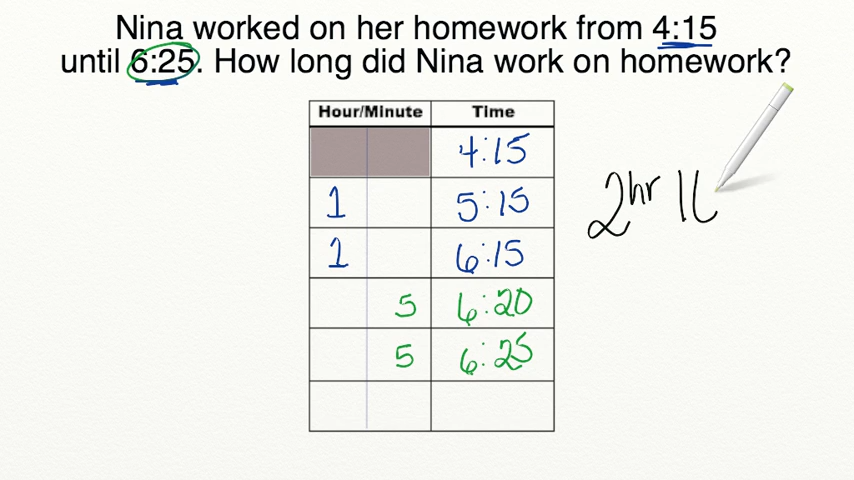 Nina worked on her homework from 4:15
until 6:25. How long did Nina work on homework?
Hour/Minute Time
4:15
1 5:15
1 6:15
5 6:20
5 6:25
2hr 1